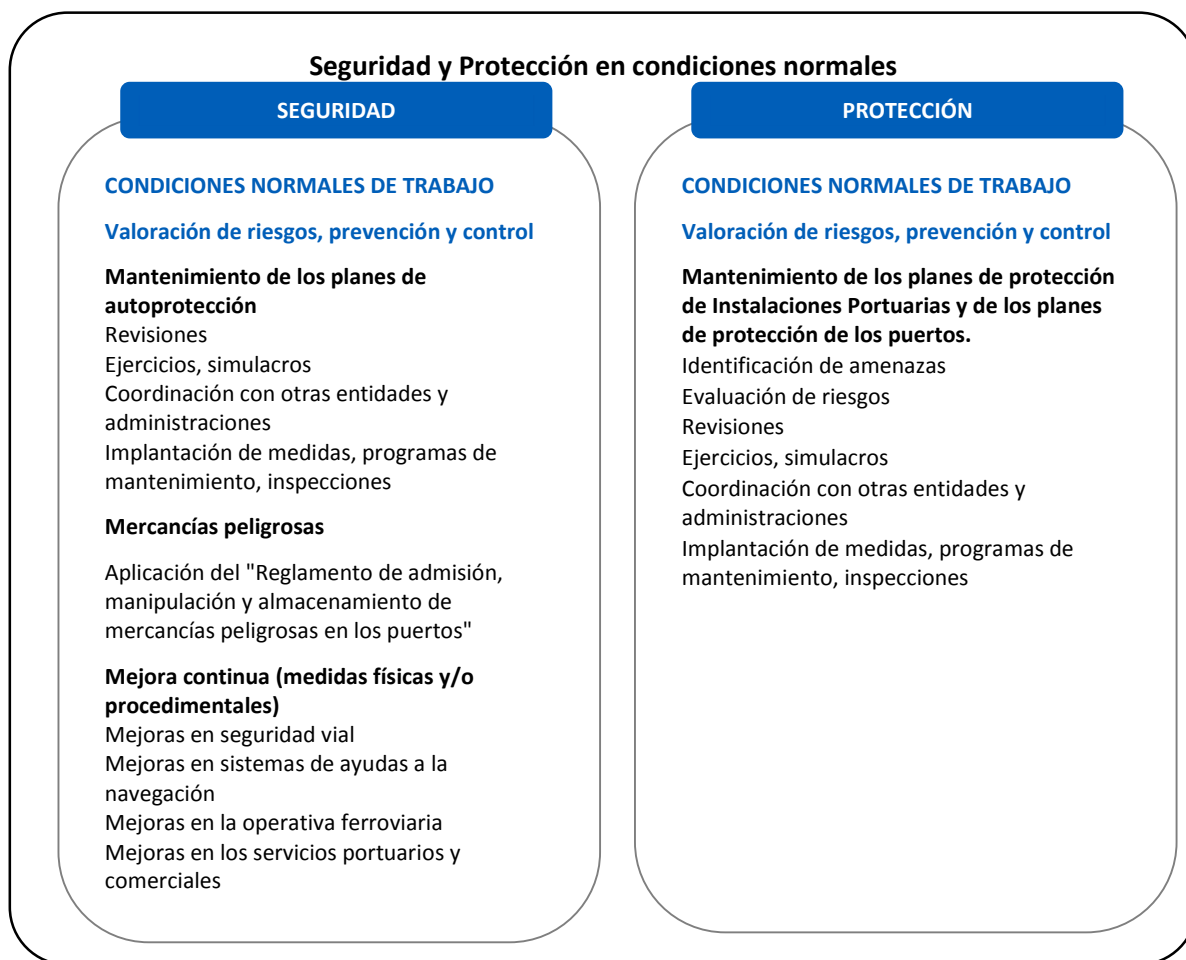 Seguridad y Protección en condiciones normales
SEGURIDAD
CONDICIONES NORMALES DE TRABAJO
Valoración de riesgos, prevención y control
Mantenimiento de los planes de
autoprotección
Revisiones
Ejercicios, simulacros
Coordinación con otras entidades y
administraciones
Implantación de medidas, programas de
mantenimiento, inspecciones
Mercancías peligrosas
Aplicación del "Reglamento de admisión,
manipulación y almacenamiento de
mercancías peligrosas en los puertos"
Mejora continua (medidas físicas y/o
procedimentales)
Mejoras en seguridad vial
Mejoras en sistemas de ayudas a la
navegación
Mejoras en la operativa ferroviaria
Mejoras en los servicios portuarios y
comerciales
PROTECCIÓN
CONDICIONES NORMALES DE TRABAJO
Valoración de riesgos, prevención y control
Mantenimiento de los planes de protección
de Instalaciones Portuarias y de los planes
de protección de los puertos.
Identificación de amenazas
Evaluación de riesgos
Revisiones
Ejercicios, simulacros
Coordinación con otras entidades y
administraciones
Implantación de medidas, programas de
mantenimiento, inspecciones